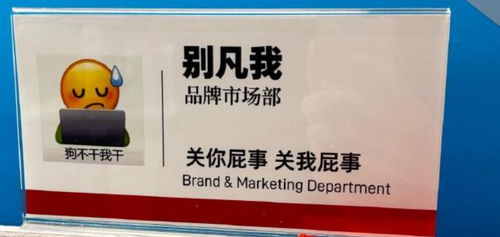 别凡我
品牌市场部
狗不干我干
关你屁事 关我屁事
Brand & Marketing Department